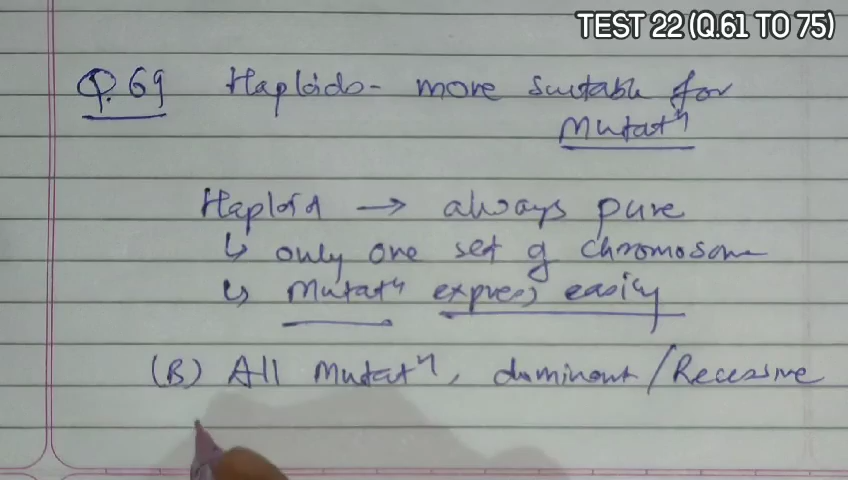 TEST 22 (Q.61 TO 75)
Q.69 Haploids - more suitable for
Mutatⁿ
Haploid → always pure
↳ only one set of chromosome
↳ Mutatⁿ express easily
(B) All Mutatⁿ, dominant / Recessive